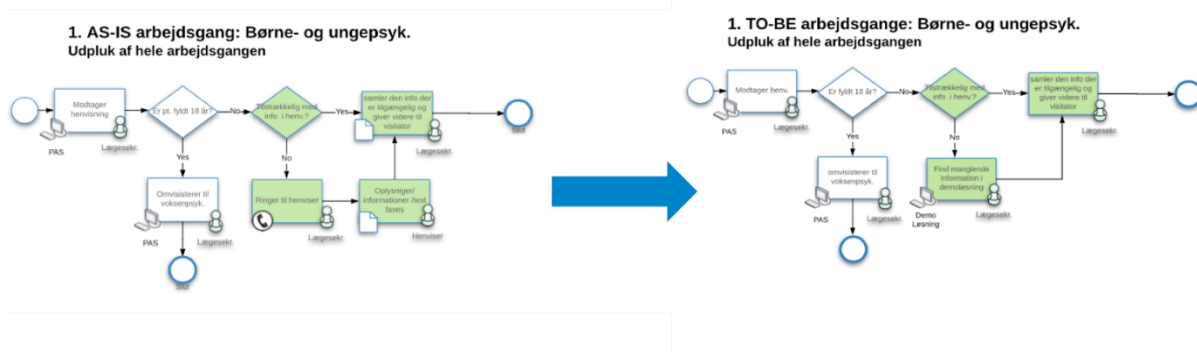 1. AS-IS arbejdsgang: Børne- og ungepsyk.
Udpluk af hele arbejdsgangen
Modtager
henvisning
PAS
Lægesekr.
Er pt. fyldt 18 år?
No
Yes
Omvisisterer til
voksenpsyk.
PAS
Lægesekr.
Slut
Tilstrækkelig med
info i henv.?
Yes
No
Ringer til henviser
Lægesekr.
Oplysniger/
informationer /test
faxes
Henviser
samler den info der
er tilgængelig og
giver videre til
visitator
Lægesekr.
Slut
1. TO-BE arbejdsgange: Børne- og ungepsyk.
Udpluk af hele arbejdsgangen
Modtager henv.
PAS
Lægesekr.
Er fyldt 18 år?
No
Yes
omvisisterer til
voksenpsyk.
PAS
Lægesekr.
Tilstrækkelig med
info i henv.?
Yes
No
Find manglende
information i
demoløsning
Demo
Løsning
Lægesekr.
samler den info der
er tilgængelig og
giver videre til
visitator
Lægesekr.